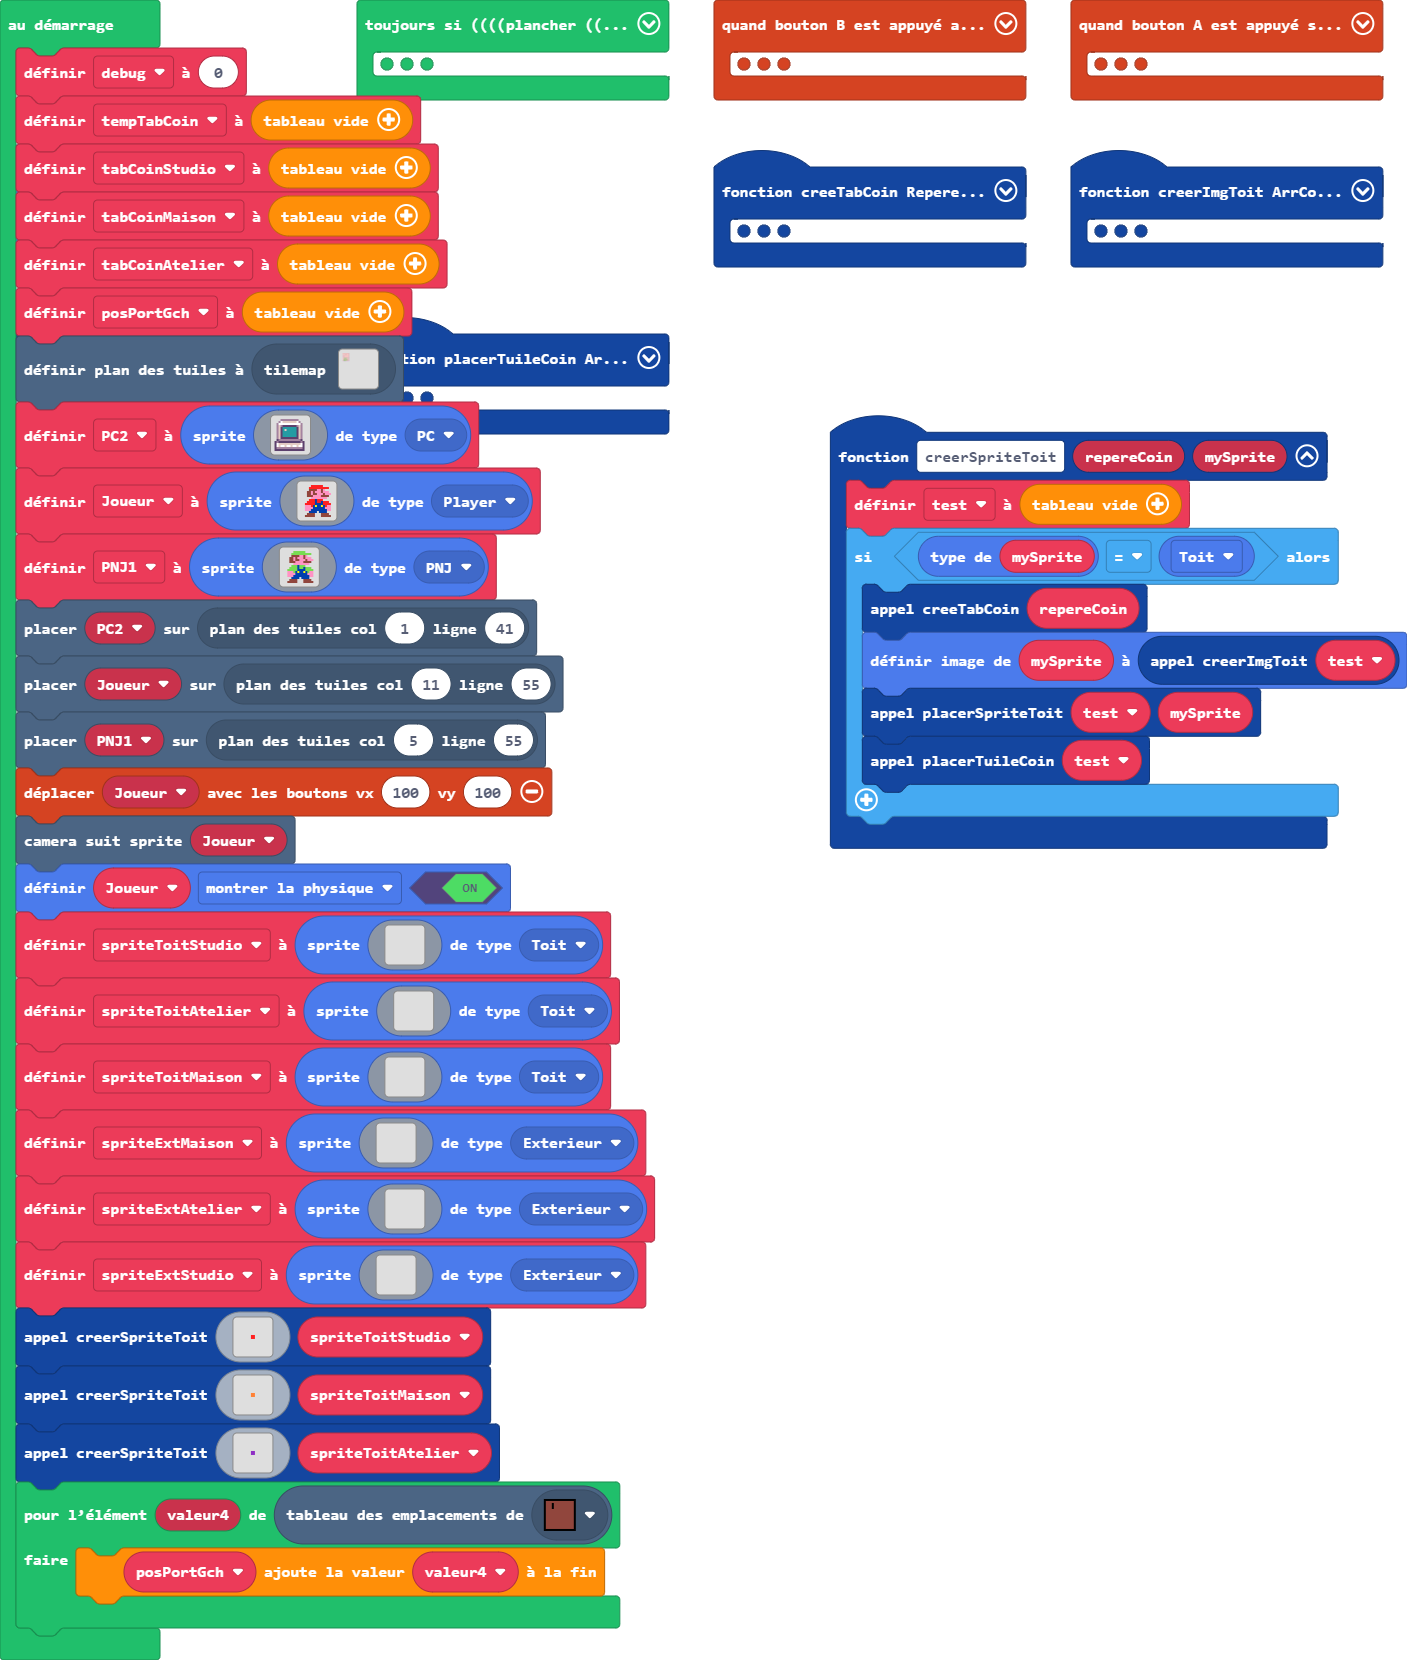 au démarrage
définir debug à 0
définir tempTabCoin à tableau vide
définir tabCoinStudio à tableau vide
définir tabCoinMaison à tableau vide
définir tabCoinAtelier à tableau vide
définir posPortGch à tableau vide
définir plan des tuiles à tilemap
définir PC2 à sprite de type PC
définir Joueur à sprite de type Player
définir PNJ1 à sprite de type PNJ
placer PC2 sur plan des tuiles col 1 ligne 41
placer Joueur sur plan des tuiles col 11 ligne 55
placer PNJ1 sur plan des tuiles col 5 ligne 55
déplacer Joueur avec les boutons vx 100 vy 100
camera suit sprite Joueur
définir Joueur montrer la physique ON
définir spriteToitStudio à sprite de type Toit
définir spriteToitAtelier à sprite de type Toit
définir spriteToitMaison à sprite de type Toit
définir spriteExtMaison à sprite de type Exterieur
définir spriteExtAtelier à sprite de type Exterieur
définir spriteExtStudio à sprite de type Exterieur
appel creerSpriteToit spriteToitStudio
appel creerSpriteToit spriteToitMaison
appel creerSpriteToit spriteToitAtelier
pour l'élément valeur4 de tableau des emplacements de
faire posPortGch ajoute la valeur valeur4 à la fin
toujours si ((((plancher ((...
quand bouton B est appuyé a...
quand bouton A est appuyé s...
fonction creeTabCoin Repere...
fonction creerImgToit ArrCo...
tion placerTuileCoin Ar...
fonction creerSpriteToit repereCoin mySprite
définir test à tableau vide
si type de mySprite = Toit alors
appel creeTabCoin repereCoin
définir image de mySprite à appel creerImgToit test
appel placerSpriteToit test mySprite
appel placerTuileCoin test